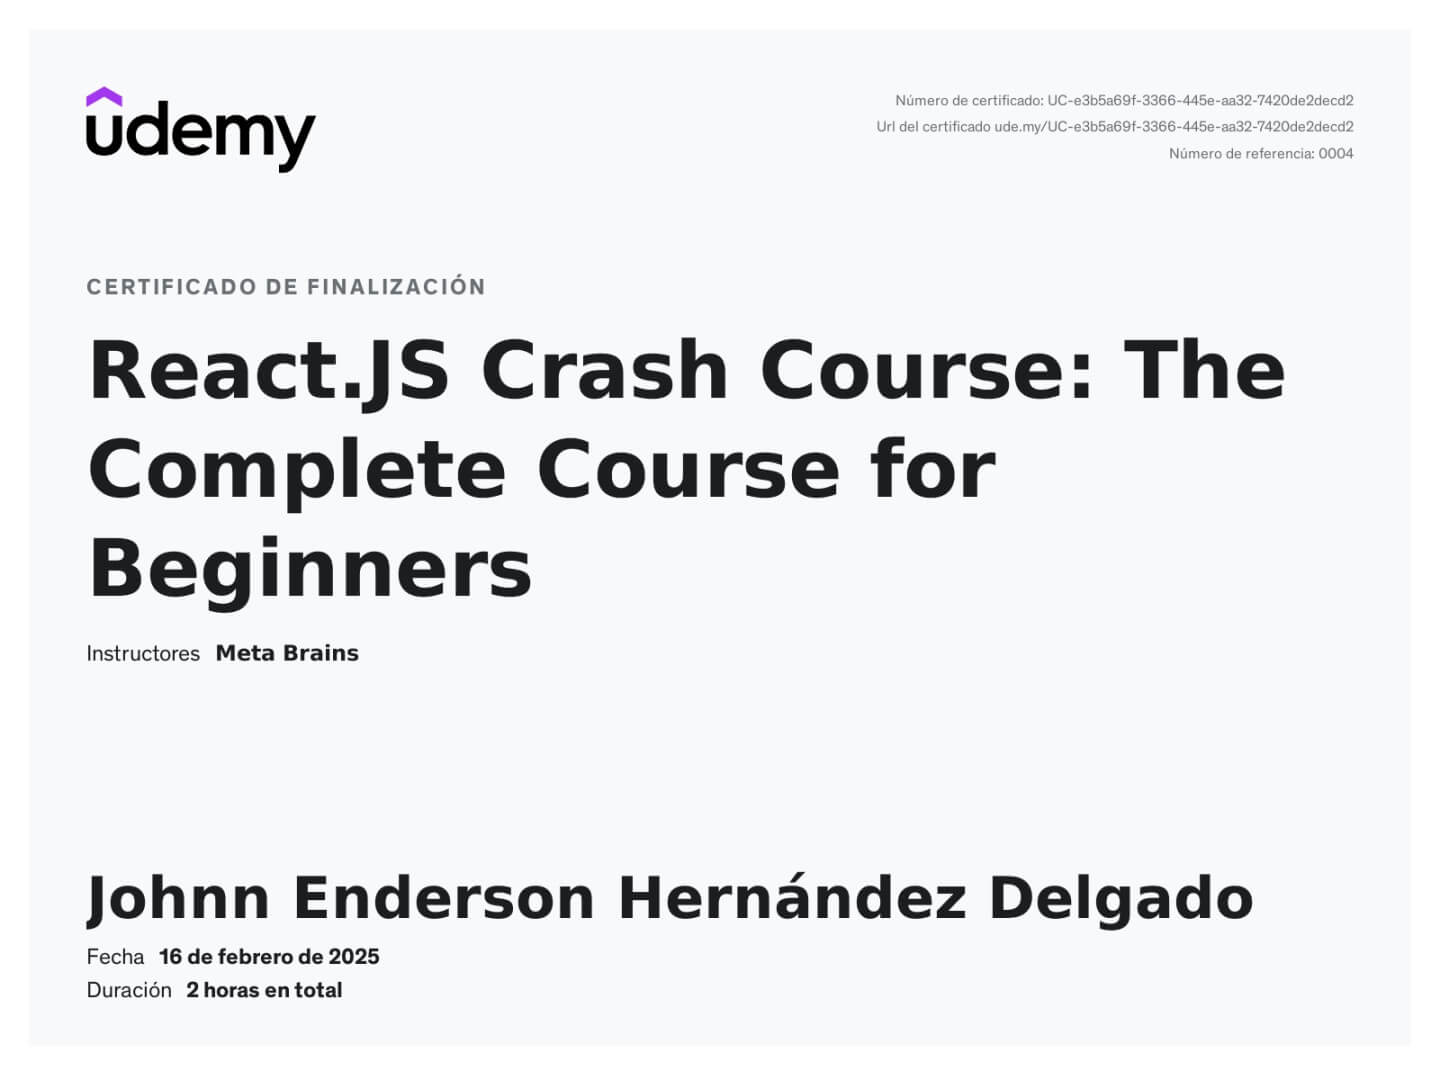 udemy
Número de certificado: UC-e3b5a69f-3366-445e-aa32-7420de2decd2
Url del certificado ude.my/UC-e3b5a69f-3366-445e-aa32-7420de2decd2
Número de referencia: 0004
CERTIFICADO DE FINALIZACIÓN
React.JS Crash Course: The
Complete Course for
Beginners
Instructores Meta Brains
Johnn Enderson Hernández Delgado
Fecha 16 de febrero de 2025
Duración 2 horas en total